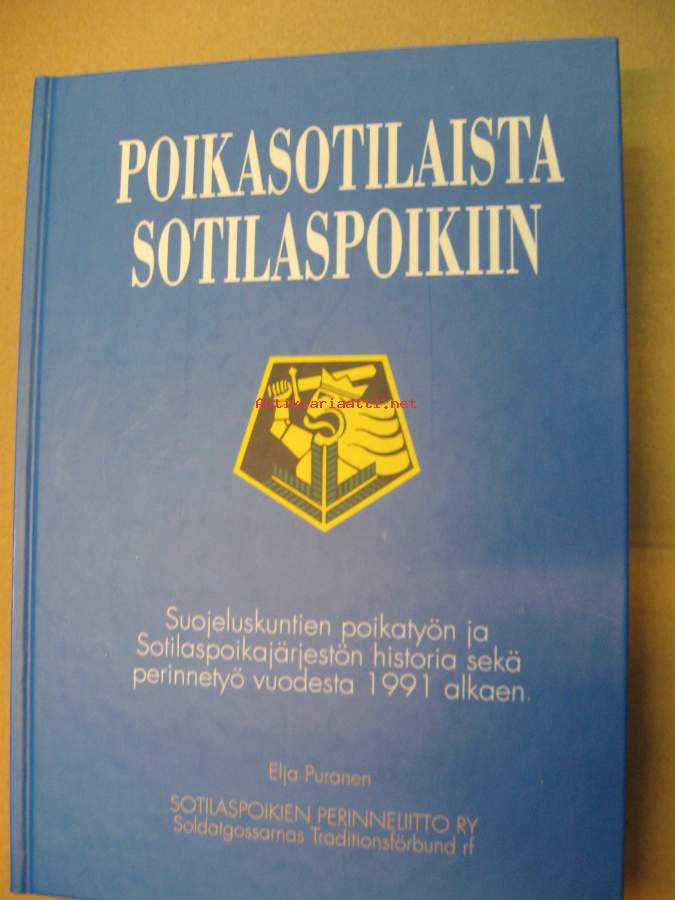 POIKASOTILAISTA
SOTILASPOIKIIN
Antikvariaatti.net
Suojeluskuntien poikatyön ja
Sotilaspoikajärjestön historia sekä
perinnetyö vuodesta 1991 alkaen.
Elja Puranen
SOTILASPOIKIEN PERINNELIITTO RY
Soldatgossarnas Traditionsförbund rf